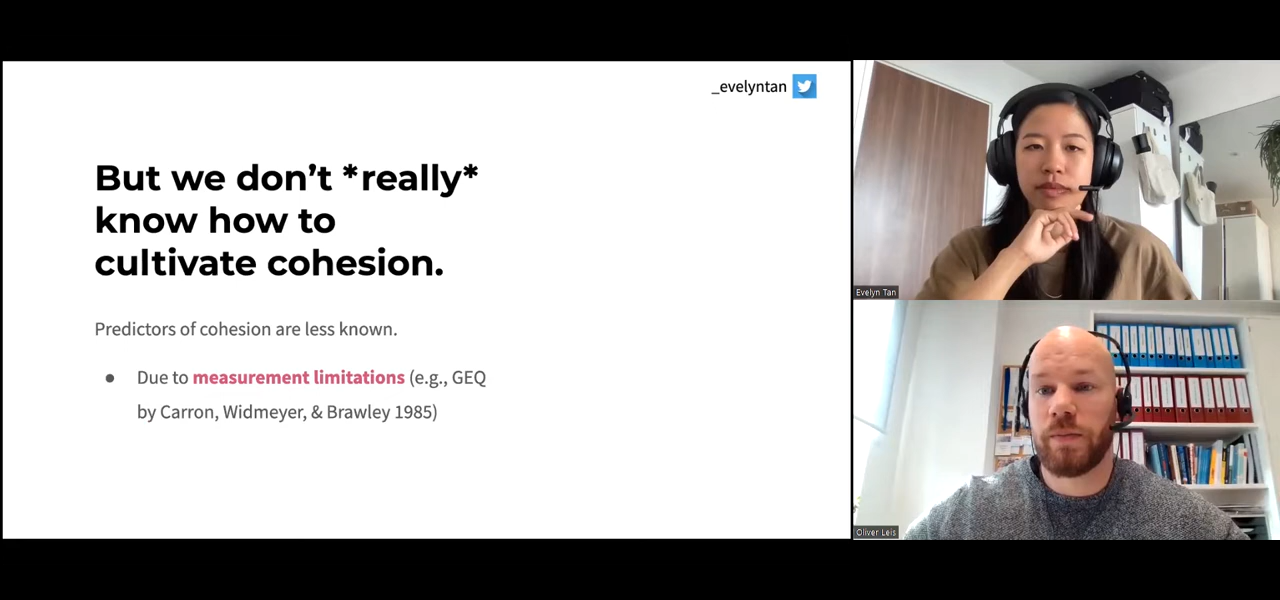 _evelyntan
But we don’t *really*
know how to
cultivate cohesion.
Predictors of cohesion are less known.
● Due to measurement limitations (e.g., GEQ
by Carron, Widmeyer, & Brawley 1985)
Evelyn Tan
Oliver Leis